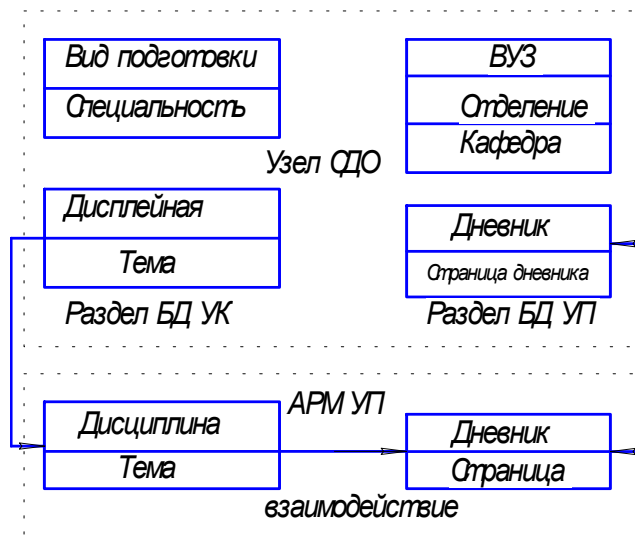 Вид подготовки
Специальность
ВУЗ
Отделение
Кафедра
Узел СДО
Дисплейная
Тема
Дневник
Страница дневника
Раздел БД УК
Раздел БД УП
АРМ УП
Дисциплина
Тема
Дневник
Страница
взаимодействие